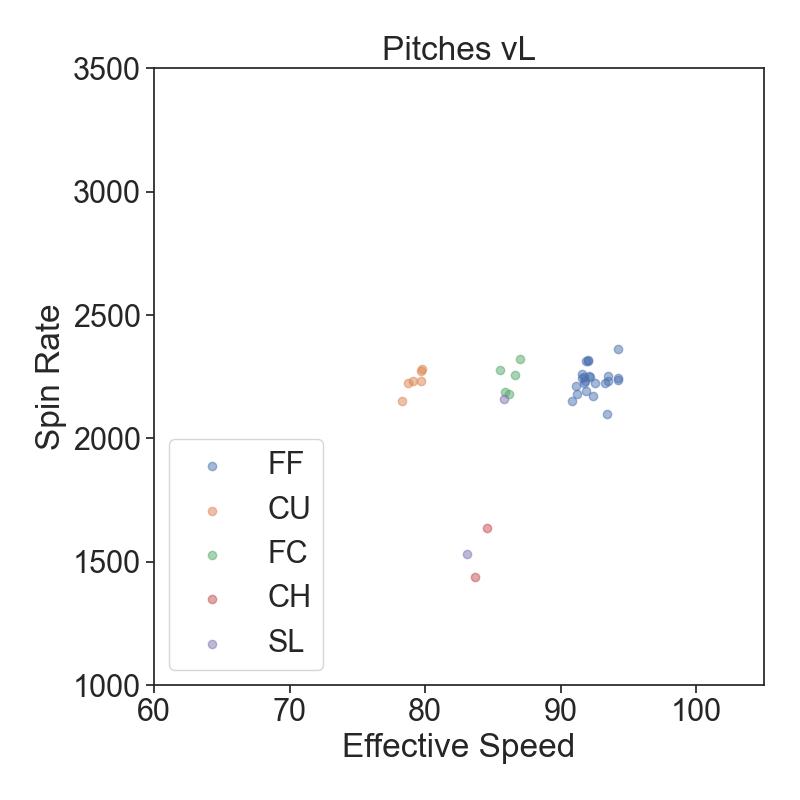 Pitches vL
3500
3000
2500
2000
1500
1000
Spin Rate
FF
CU
FC
CH
SL
60 70 80 90 100
Effective Speed